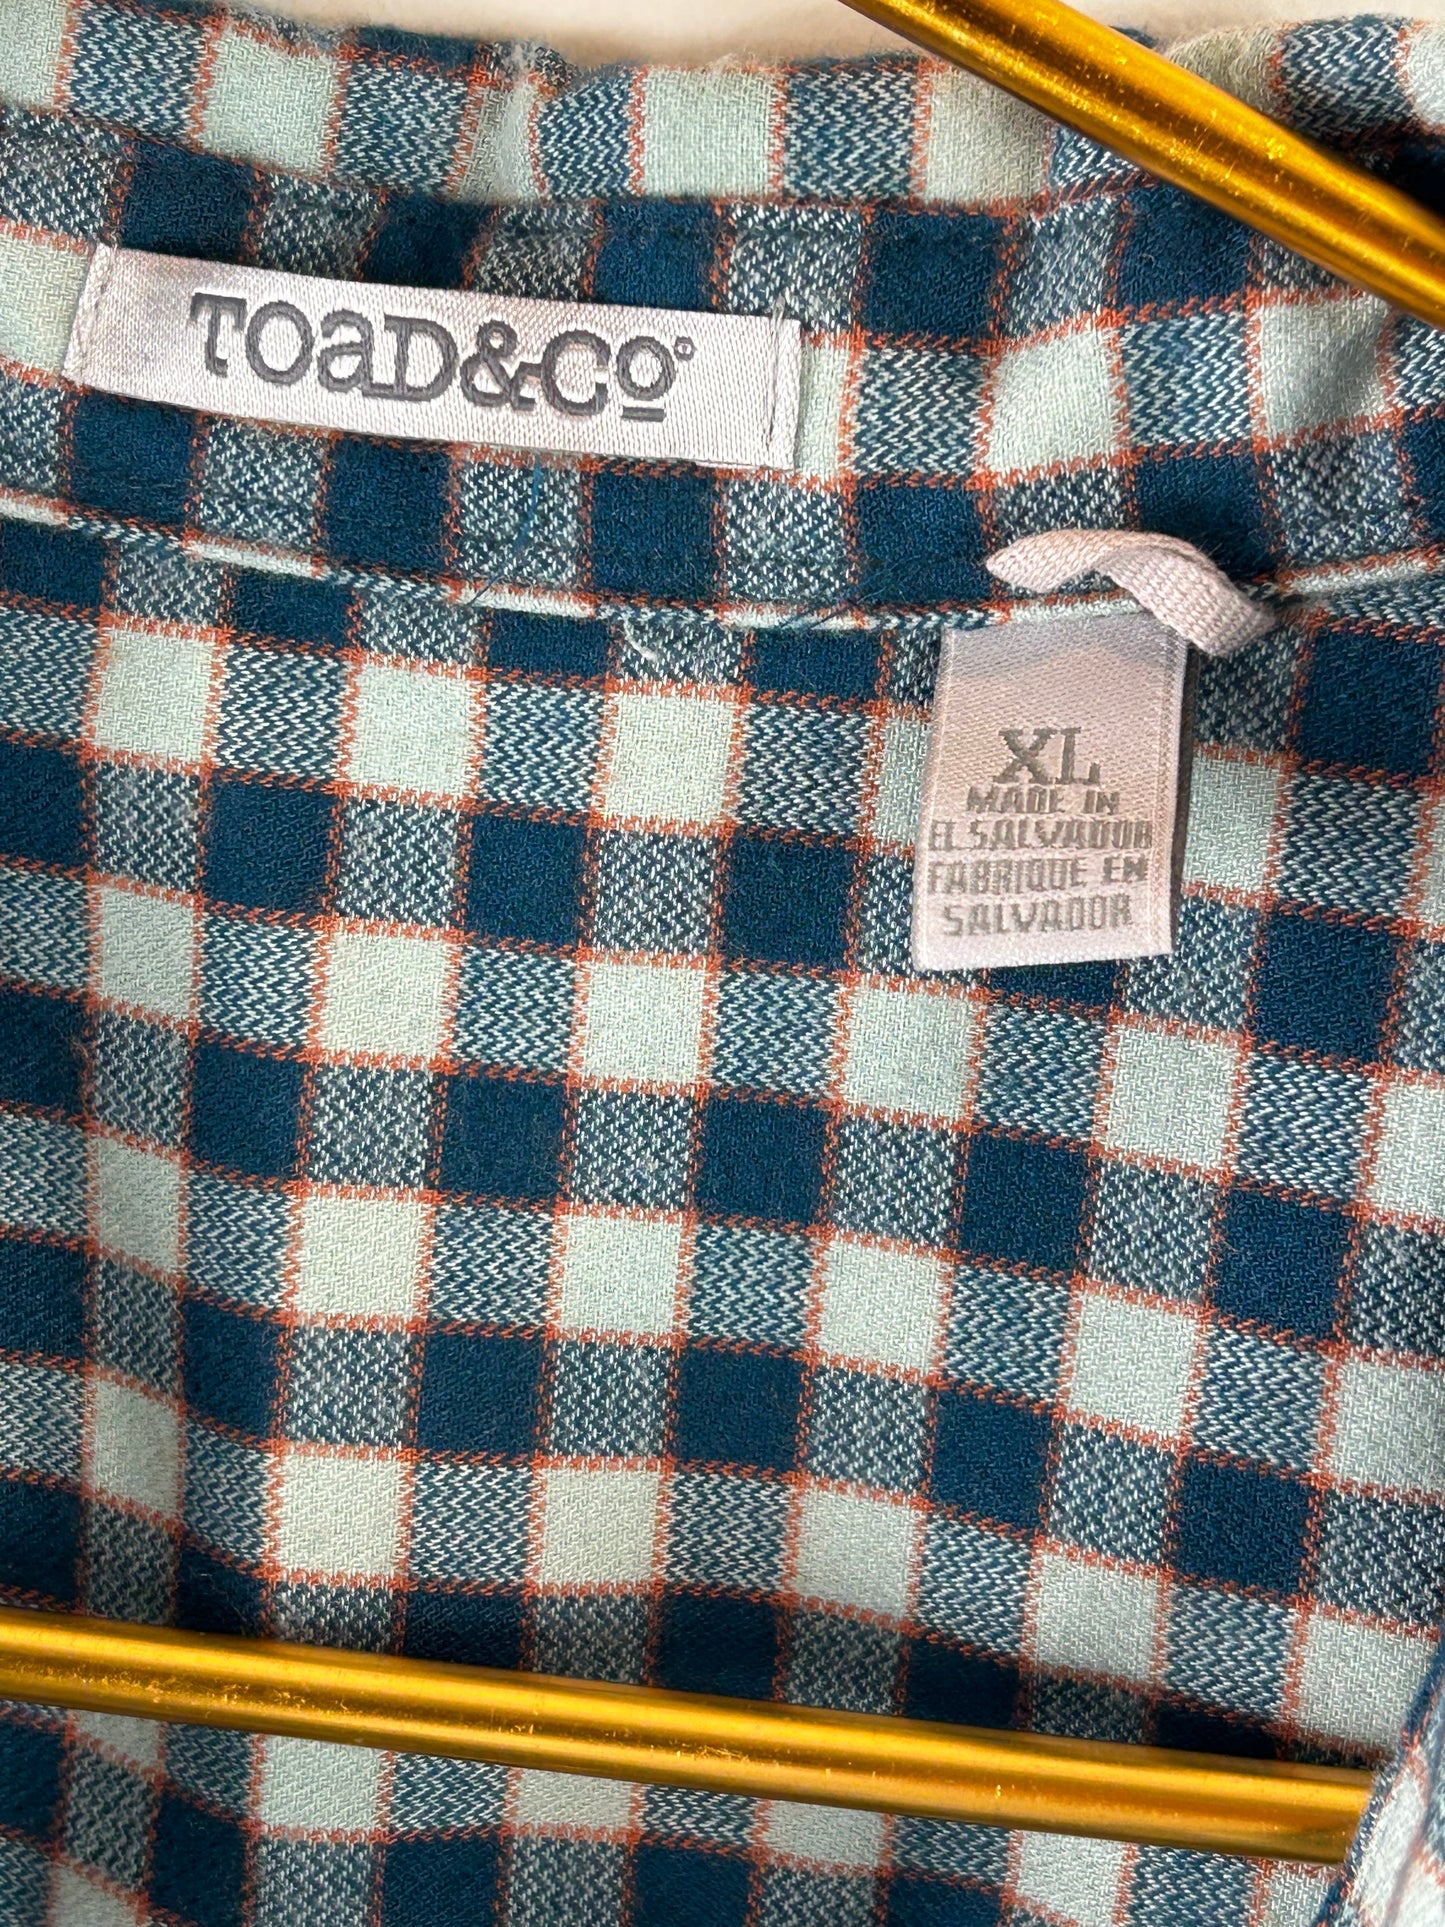 TOaD&Co®
XL
MADE IN
EL SALVADOR
FABRIQUE EN
SALVADOR